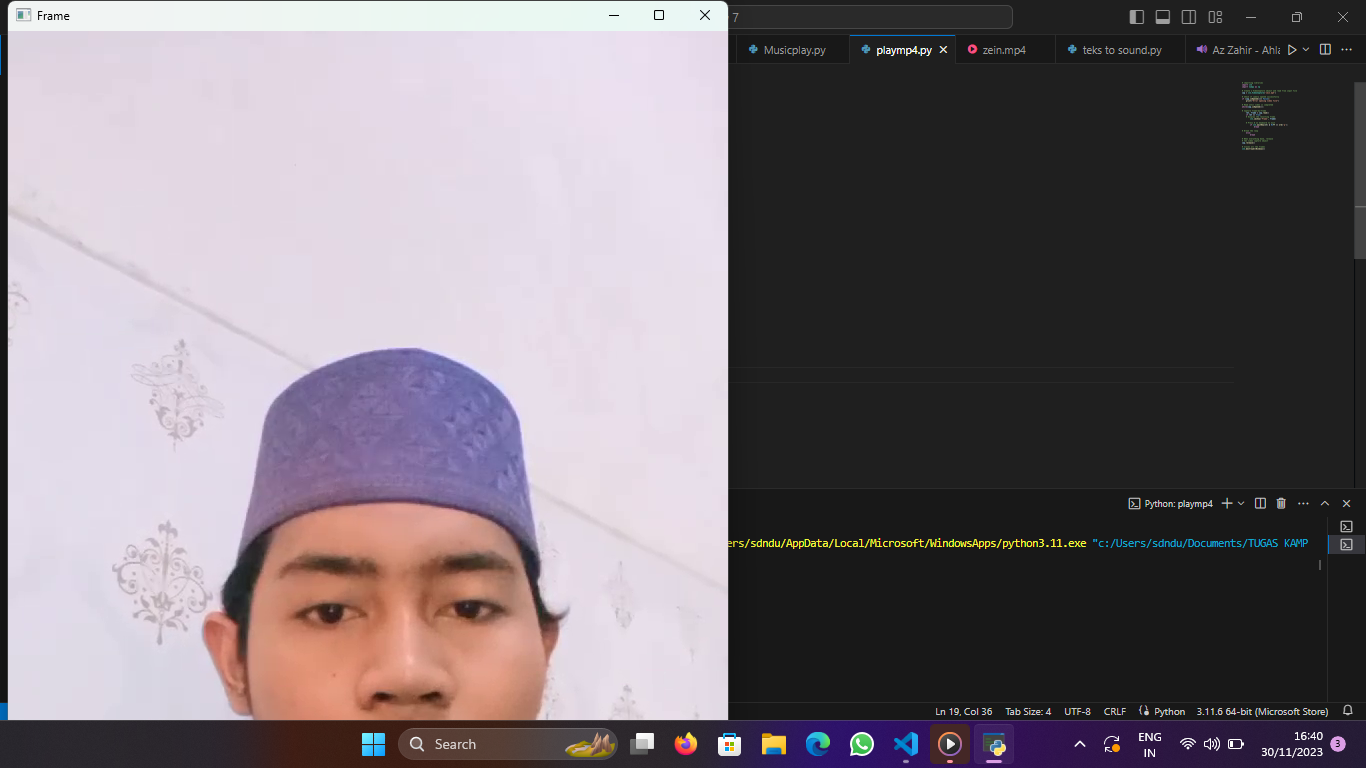 Frame
7
Musicplay.py
playmp4.py
zein.mp4
teks to sound.py
Az Zahir - Ahla
Python: playmp4
ers/sdndu/AppData/Local/Microsoft/WindowsApps/python3.11.exe "c:/Users/sdndu/Documents/TUGAS KAMP
Ln 19, Col 36
Tab Size: 4
UTF-8
CRLF
Python
3.11.6 64-bit (Microsoft Store)
Search
ENG
IN
16:40
30/11/2023
3